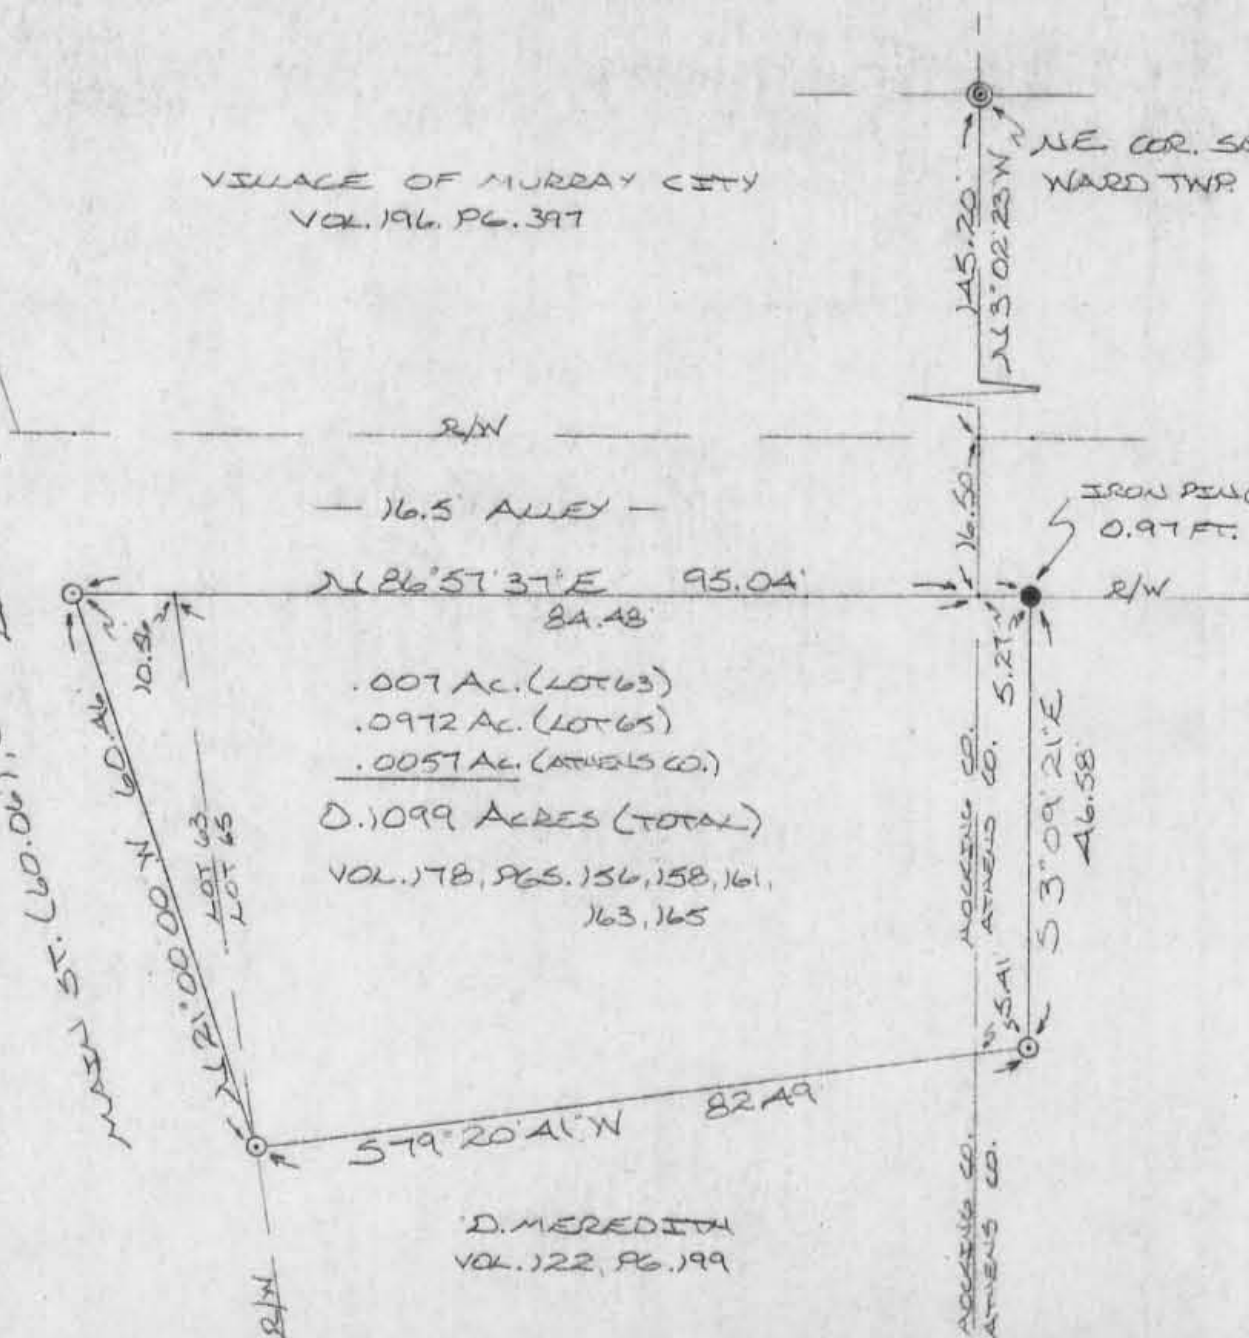 VILLAGE OF MURRAY CITY
VOL. 196. PG. 397
NE COR.
WARD TWP.
145.20'
N 3°02'23" W
R/W
16.50
— 16.5' ALLEY —
IRON PIN
0.97 FT.
R/W
N 86°57'37" E 95.04'
84.48'
10.56
5.27
.007 AC. (LOT 63)
.0972 AC. (LOT 65)
.0057 AC. (ATHENS CO.)
0.1099 ACRES (TOTAL)
VOL. 178, PGS. 156, 158, 161,
163, 165
N 21°00'00" W 60.46
LOT 63
LOT 65
MAIN ST. (60.06')
HOCKING CO.
ATHENS CO.
S 3°09'21" E
46.58'
5.41
S 79°20'41" W 82.49'
D. MEREDITH
VOL. 122, PG. 199
R/W
HOCKING CO.
ATHENS CO.